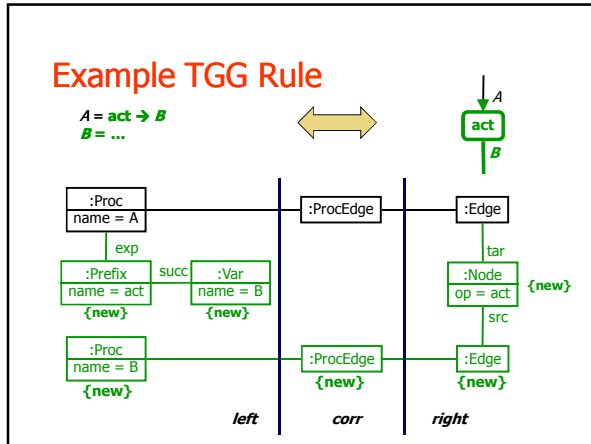 Example TGG Rule
A = act → B
B = ...
A
act
B
:Proc
name = A
:ProcEdge
:Edge
exp
tar
:Prefix
name = act
{new}
succ
:Var
name = B
{new}
:Node
op = act
{new}
src
:Proc
name = B
{new}
:ProcEdge
{new}
:Edge
{new}
left
corr
right